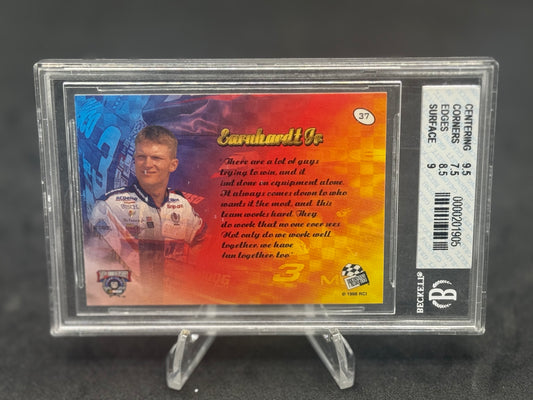 37
Earnhardt Jr.
"There are a lot of guys
trying to win, and it
isnt done on equipment alone.
It always comes down to who
wants it the most, and, this
team works hard. They
do work that no one ever sees
Not only do we work well
together, we have
fun together, too"
3
M
© 1998 RCI
CENTERING 9.5
CORNERS 7.5
EDGES 8.5
SURFACE 9
0000201905
BECKETT®
B